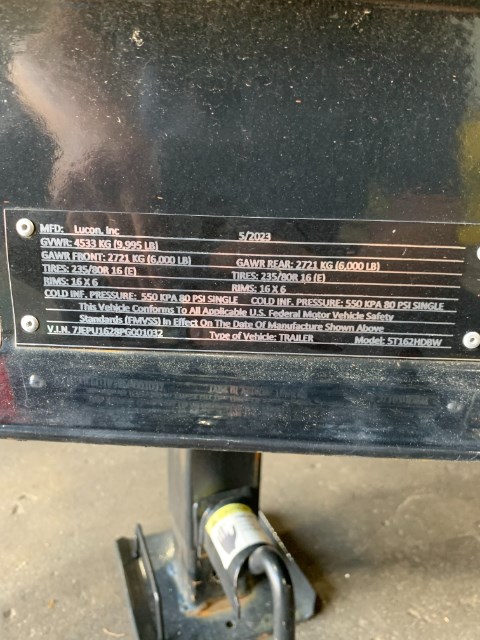 MFD: Lucon, Inc 5/2023
GVWR: 4533 KG (9,995 LB)
GAWR FRONT: 2721 KG (6,000 LB) GAWR REAR: 2721 KG (6,000 LB)
TIRES: 235/80R 16 (E) TIRES: 235/80R 16 (E)
RIMS: 16 X 6 RIMS: 16 X 6
COLD INF. PRESSURE: 550 KPA 80 PSI SINGLE COLD INF. PRESSURE: 550 KPA 80 PSI SINGLE
This Vehicle Conforms To All Applicable U.S. Federal Motor Vehicle Safety
Standards (FMVSS) In Effect On The Date Of Manufacture Shown Above
V.I.N. 7JEPU1628PG001032 Type of Vehicle: TRAILER Model: 5T162HDBW